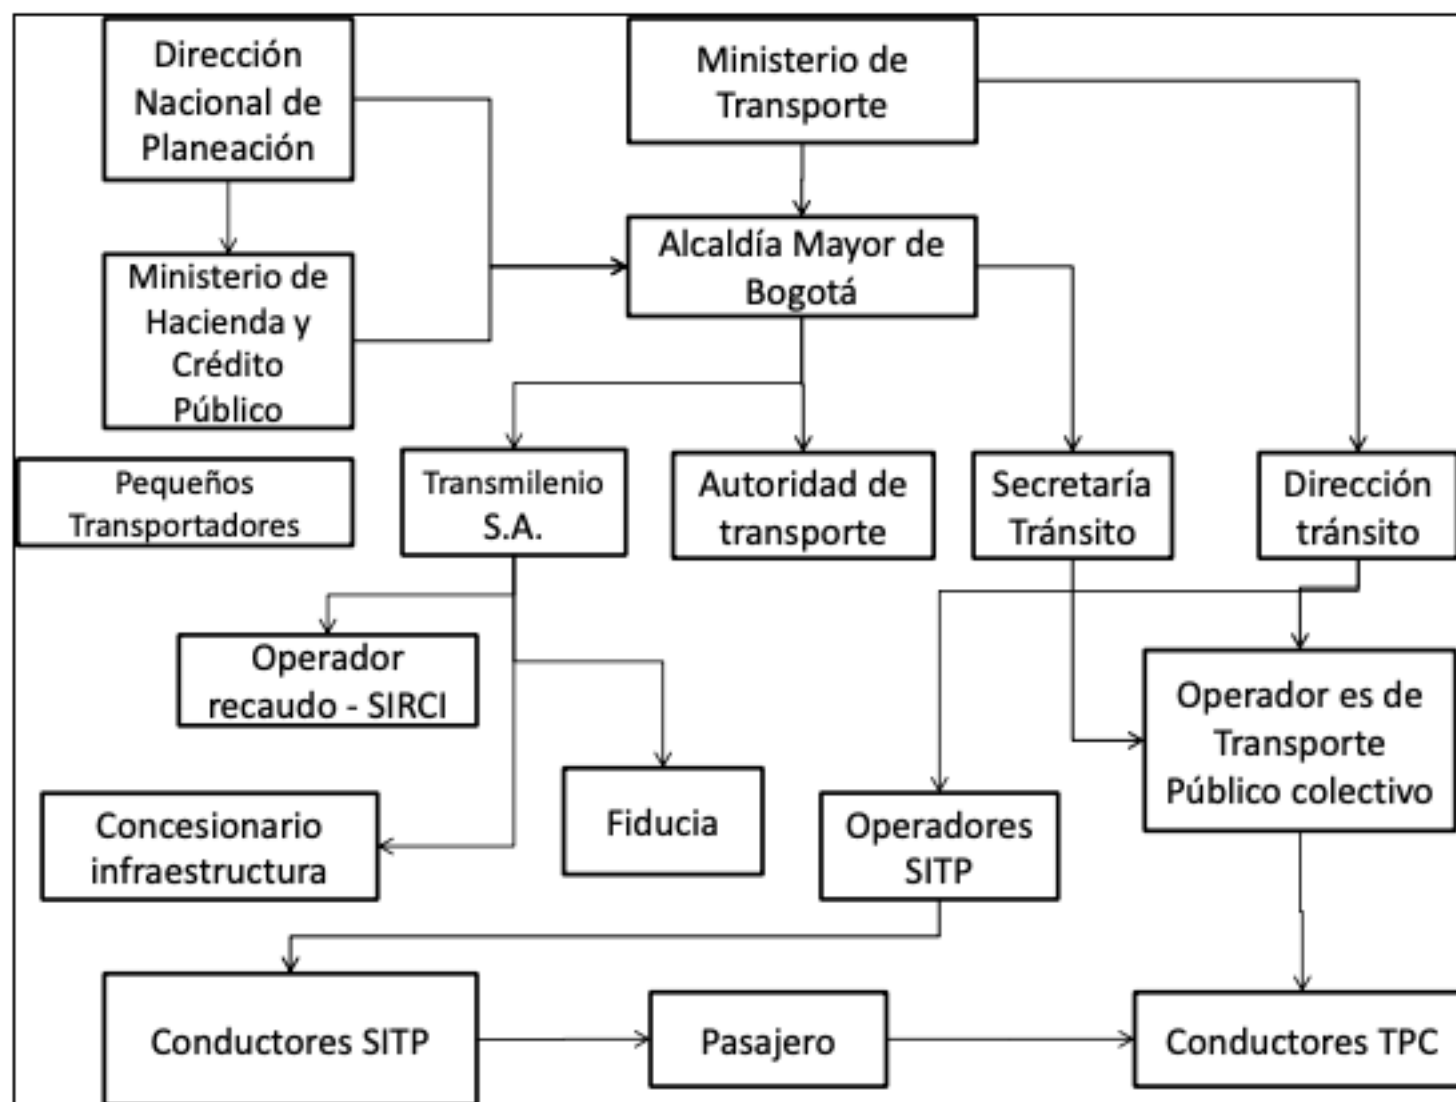 Dirección
Nacional de
Planeación
Ministerio de
Transporte
Ministerio de
Hacienda y
Crédito
Público
Alcaldía Mayor de
Bogotá
Pequeños
Transportadores
Transmilenio
S.A.
Autoridad de
transporte
Secretaría
Tránsito
Dirección
tránsito
Operador
recaudo - SIRCI
Operador es de
Transporte
Público colectivo
Concesionario
infraestructura
Fiducia
Operadores
SITP
Conductores SITP
Pasajero
Conductores TPC